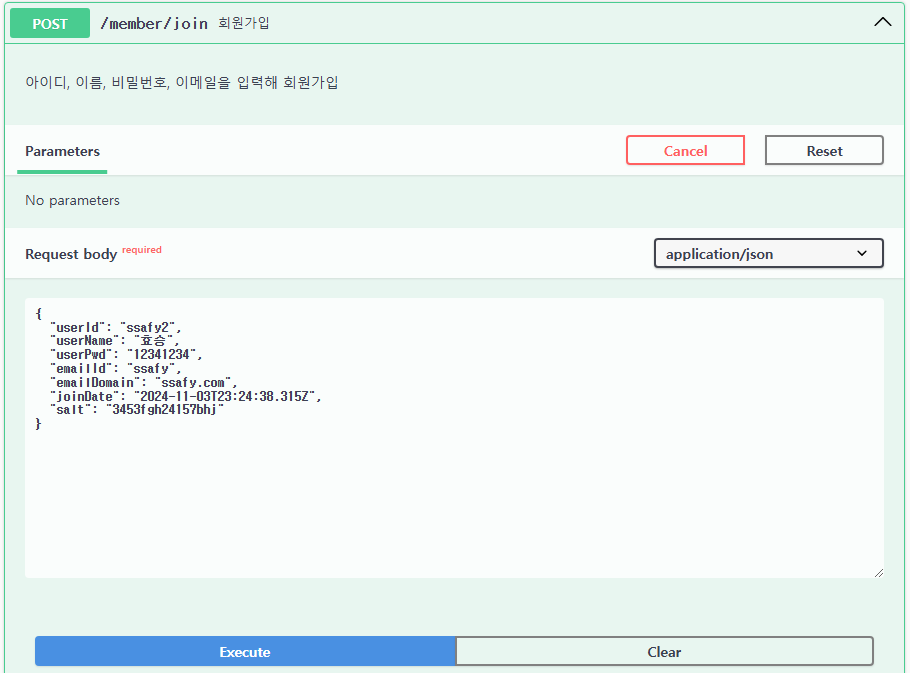 POST /member/join 회원가입
아이디, 이름, 비밀번호, 이메일을 입력해 회원가입
Parameters Cancel Reset
No parameters
Request body required application/json
{
"userId": "ssafy2",
"userName": "효승",
"userPwd": "12341234",
"emailId": "ssafy",
"emailDomain": "ssafy.com",
"joinDate": "2024-11-03T23:24:38.315Z",
"salt": "3453fgh24157bhj"
}
Execute Clear